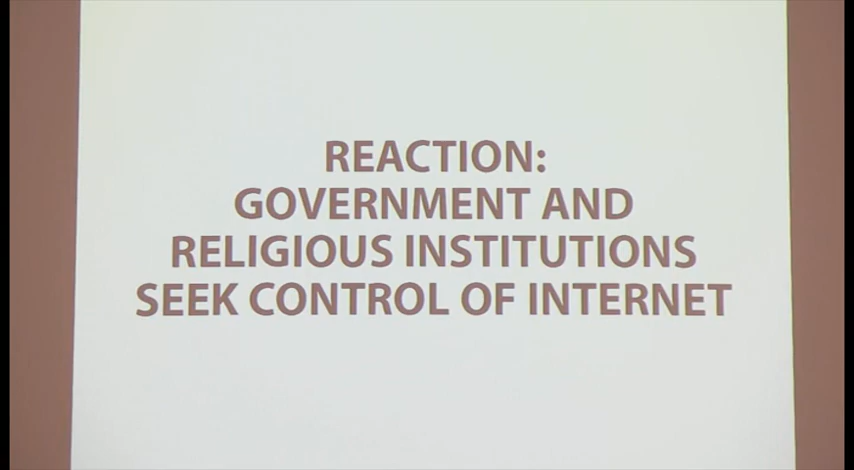 REACTION:
GOVERNMENT AND
RELIGIOUS INSTITUTIONS
SEEK CONTROL OF INTERNET